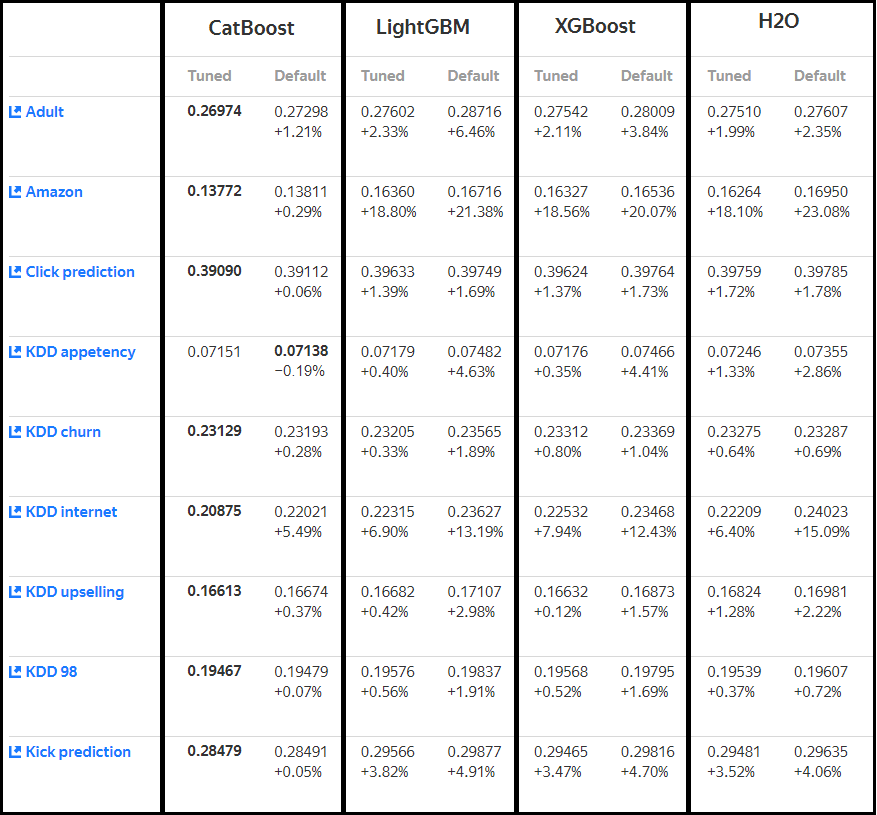 CatBoost LightGBM XGBoost H2O
Tuned Default Tuned Default Tuned Default Tuned Default
Adult 0.26974 0.27298 0.27602 0.28716 0.27542 0.28009 0.27510 0.27607
+1.21% +2.33% +6.46% +2.11% +3.84% +1.99% +2.35%
Amazon 0.13772 0.13811 0.16360 0.16716 0.16327 0.16536 0.16264 0.16950
+0.29% +18.80% +21.38% +18.56% +20.07% +18.10% +23.08%
Click prediction 0.39090 0.39112 0.39633 0.39749 0.39624 0.39764 0.39759 0.39785
+0.06% +1.39% +1.69% +1.37% +1.73% +1.72% +1.78%
KDD appetency 0.07151 0.07138 0.07179 0.07482 0.07176 0.07466 0.07246 0.07355
−0.19% +0.40% +4.63% +0.35% +4.41% +1.33% +2.86%
KDD churn 0.23129 0.23193 0.23205 0.23565 0.23312 0.23369 0.23275 0.23287
+0.28% +0.33% +1.89% +0.80% +1.04% +0.64% +0.69%
KDD internet 0.20875 0.22021 0.22315 0.23627 0.22532 0.23468 0.22209 0.24023
+5.49% +6.90% +13.19% +7.94% +12.43% +6.40% +15.09%
KDD upselling 0.16613 0.16674 0.16682 0.17107 0.16632 0.16873 0.16824 0.16981
+0.37% +0.42% +2.98% +0.12% +1.57% +1.28% +2.22%
KDD 98 0.19467 0.19479 0.19576 0.19837 0.19568 0.19795 0.19539 0.19607
+0.07% +0.56% +1.91% +0.52% +1.69% +0.37% +0.72%
Kick prediction 0.28479 0.28491 0.29566 0.29877 0.29465 0.29816 0.29481 0.29635
+0.05% +3.82% +4.91% +3.47% +4.70% +3.52% +4.06%